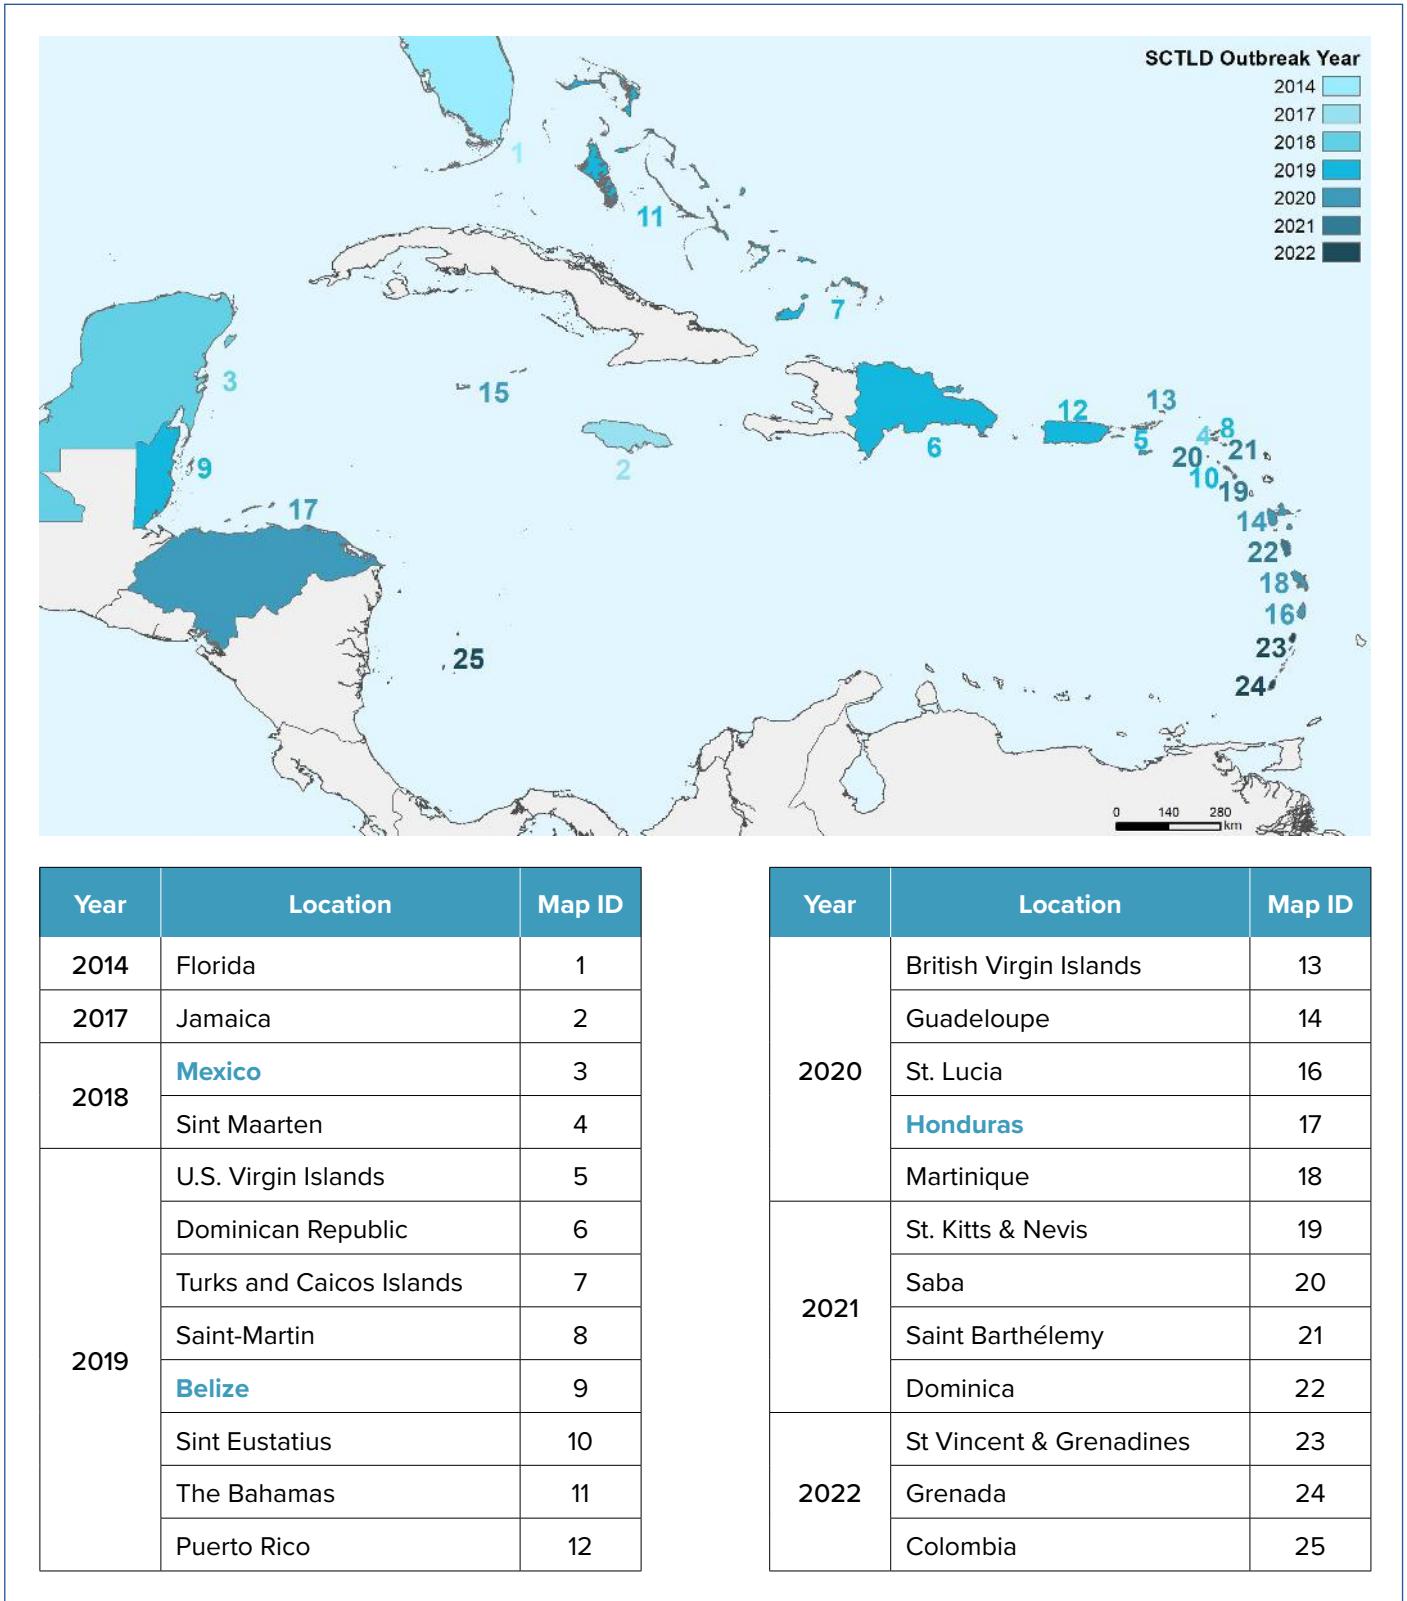 SCTLD Outbreak Year
2014
2017
2018
2019
2020
2021
2022
1
11
7
3
15
13
12
8
4
5
6
21
20
2
9
10
19
17
14
22
18
16
23
25
24
0 140 280
km
Year Location Map ID
2014 Florida 1
2017 Jamaica 2
2018 Mexico 3
Sint Maarten 4
2019 U.S. Virgin Islands 5
Dominican Republic 6
Turks and Caicos Islands 7
Saint-Martin 8
Belize 9
Sint Eustatius 10
The Bahamas 11
Puerto Rico 12
Year Location Map ID
2020 British Virgin Islands 13
Guadeloupe 14
St. Lucia 16
Honduras 17
Martinique 18
2021 St. Kitts & Nevis 19
Saba 20
Saint Barthélemy 21
Dominica 22
2022 St Vincent & Grenadines 23
Grenada 24
Colombia 25